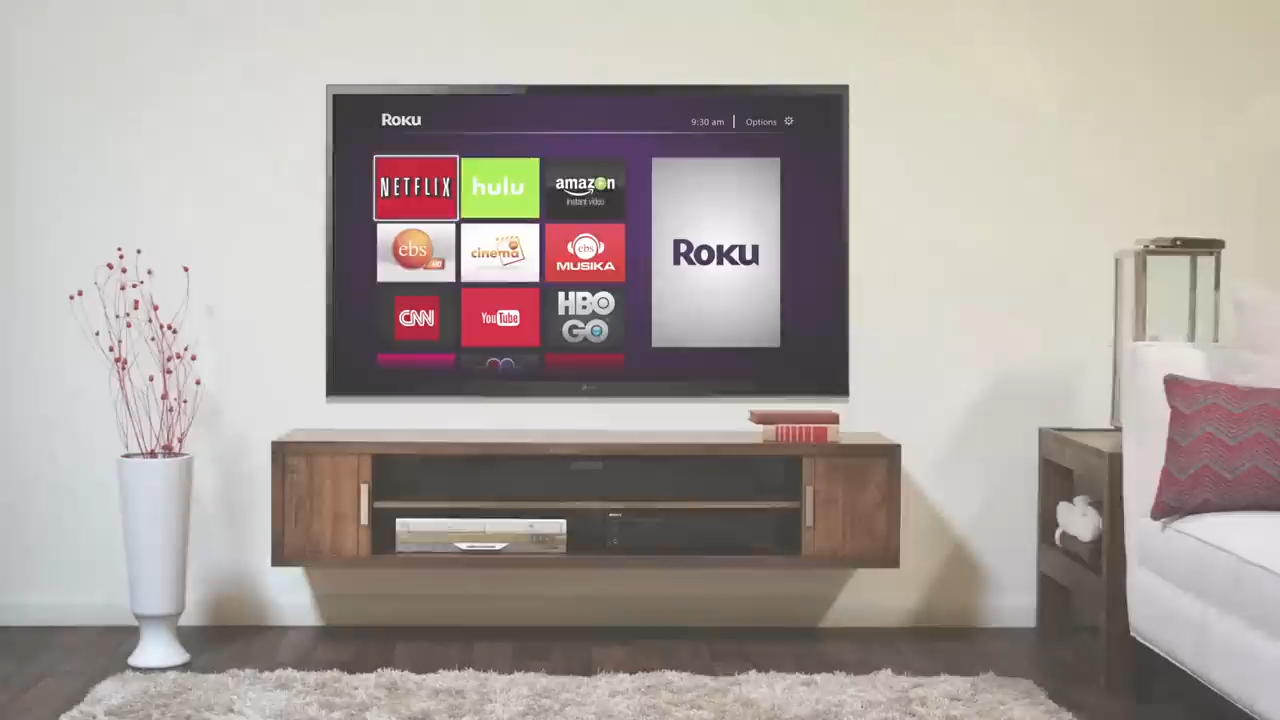 Roku
9:30 am | Options
NETFLIX
hulu
amazon
instant video
ebs
HD
cinema
ebs
MUSIKA
CNN
YouTube
HBO
GO
Roku